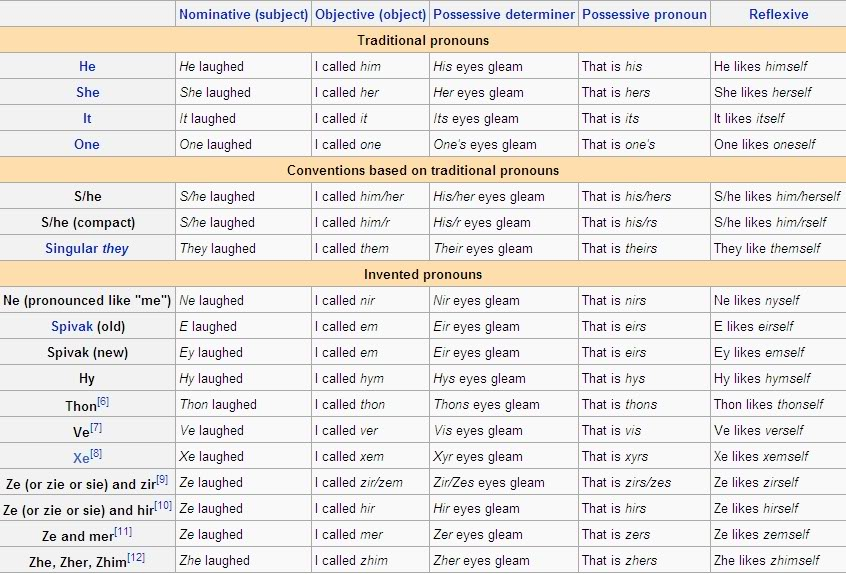 Nominative (subject) Objective (object) Possessive determiner Possessive pronoun Reflexive
Traditional pronouns
He He laughed I called him His eyes gleam That is his He likes himself
She She laughed I called her Her eyes gleam That is hers She likes herself
It It laughed I called it Its eyes gleam That is its It likes itself
One One laughed I called one One's eyes gleam That is one's One likes oneself
Conventions based on traditional pronouns
S/he S/he laughed I called him/her His/her eyes gleam That is his/hers S/he likes him/herself
S/he (compact) S/he laughed I called him/r His/r eyes gleam That is his/rs S/he likes him/rself
Singular they They laughed I called them Their eyes gleam That is theirs They like themself
Invented pronouns
Ne (pronounced like "me") Ne laughed I called nir Nir eyes gleam That is nirs Ne likes nyself
Spivak (old) E laughed I called em Eir eyes gleam That is eirs E likes eirself
Spivak (new) Ey laughed I called em Eir eyes gleam That is eirs Ey likes emself
Hy Hy laughed I called hym Hys eyes gleam That is hys Hy likes hymself
Thon[6] Thon laughed I called thon Thons eyes gleam That is thons Thon likes thonself
Ve[7] Ve laughed I called ver Vis eyes gleam That is vis Ve likes verself
Xe[8] Xe laughed I called xem Xyr eyes gleam That is xyrs Xe likes xemself
Ze (or zie or sie) and zir[9] Ze laughed I called zir/zem Zir/Zes eyes gleam That is zirs/zes Ze likes zirself
Ze (or zie or sie) and hir[10] Ze laughed I called hir Hir eyes gleam That is hirs Ze likes hirself
Ze and mer[11] Ze laughed I called mer Zer eyes gleam That is zers Ze likes zemself
Zhe, Zher, Zhim[12] Zhe laughed I called zhim Zher eyes gleam That is zhers Zhe likes zhimself